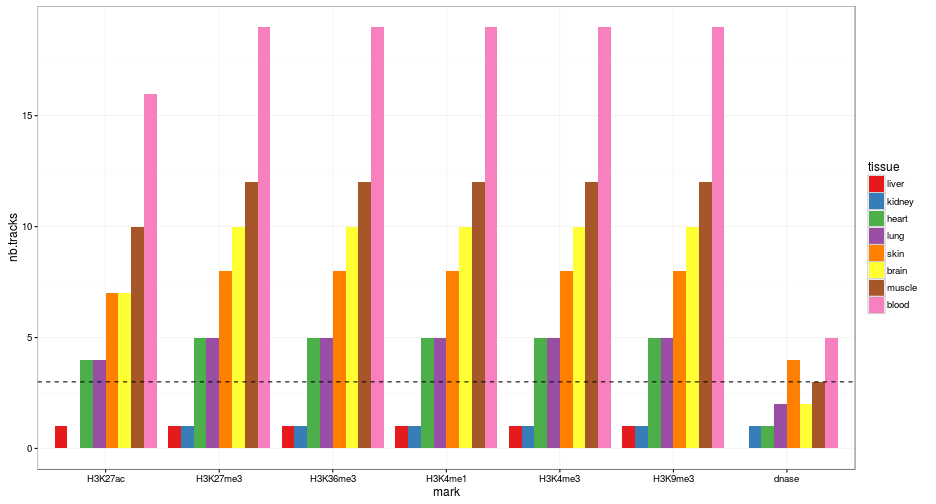 nb.tracks
15
10
5
0
H3K27ac H3K27me3 H3K36me3 H3K4me1 H3K4me3 H3K9me3 dnase
mark
tissue
liver
kidney
heart
lung
skin
brain
muscle
blood